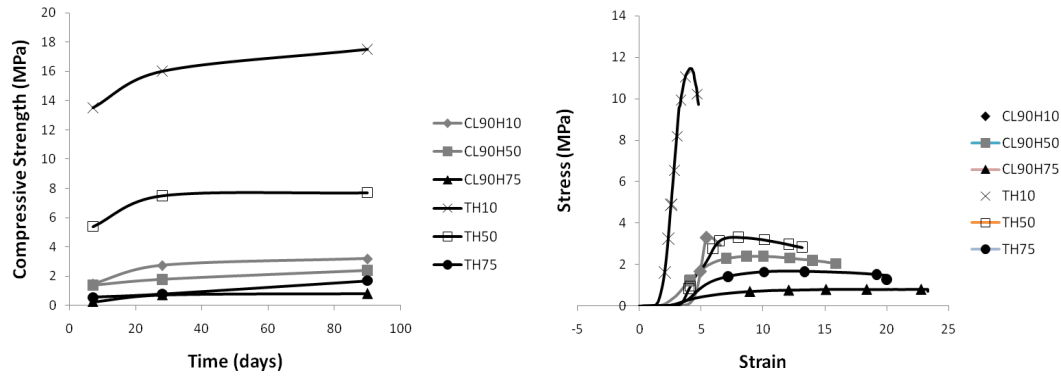 Compressive Strength (MPa)
20
18
16
14
12
10
8
6
4
2
0
0 20 40 60 80 100
Time (days)
CL90H10
CL90H50
CL90H75
TH10
TH50
TH75
Stress (MPa)
14
12
10
8
6
4
2
0
-5 0 5 10 15 20 25
Strain
CL90H10
CL90H50
CL90H75
TH10
TH50
TH75